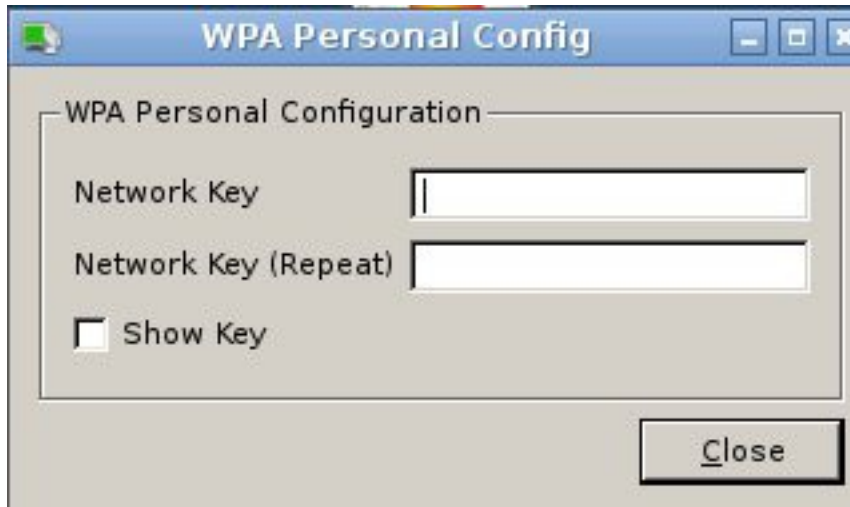 WPA Personal Config
WPA Personal Configuration
Network Key
Network Key (Repeat)
Show Key
Close